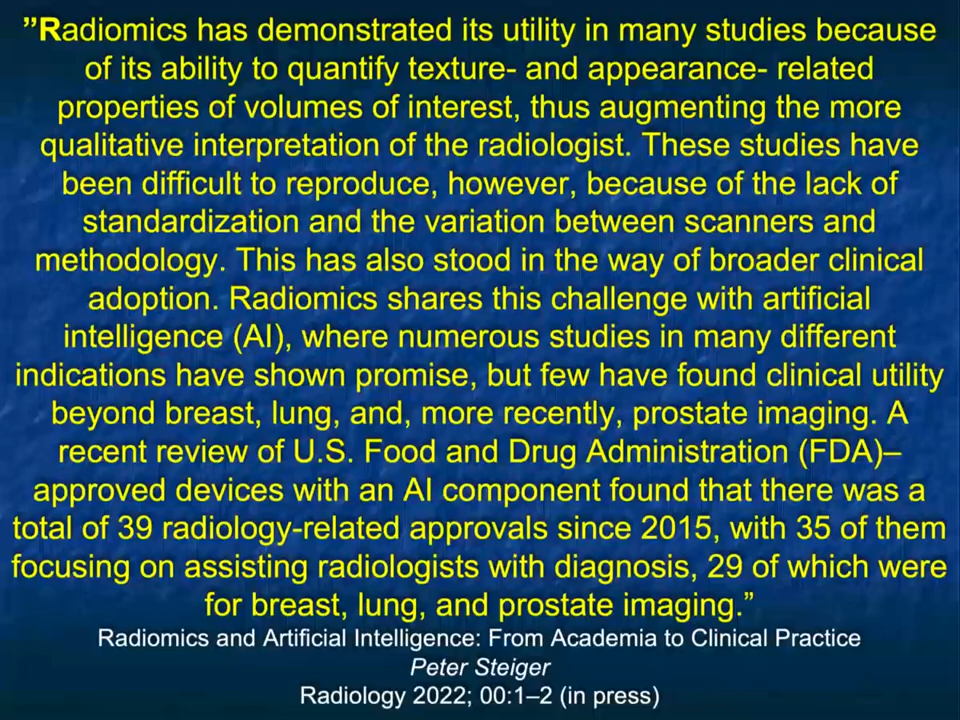 ”Radiomics has demonstrated its utility in many studies because
of its ability to quantify texture- and appearance- related
properties of volumes of interest, thus augmenting the more
qualitative interpretation of the radiologist. These studies have
been difficult to reproduce, however, because of the lack of
standardization and the variation between scanners and
methodology. This has also stood in the way of broader clinical
adoption. Radiomics shares this challenge with artificial
intelligence (AI), where numerous studies in many different
indications have shown promise, but few have found clinical utility
beyond breast, lung, and, more recently, prostate imaging. A
recent review of U.S. Food and Drug Administration (FDA)–
approved devices with an AI component found that there was a
total of 39 radiology-related approvals since 2015, with 35 of them
focusing on assisting radiologists with diagnosis, 29 of which were
for breast, lung, and prostate imaging.”
Radiomics and Artificial Intelligence: From Academia to Clinical Practice
Peter Steiger
Radiology 2022; 00:1–2 (in press)